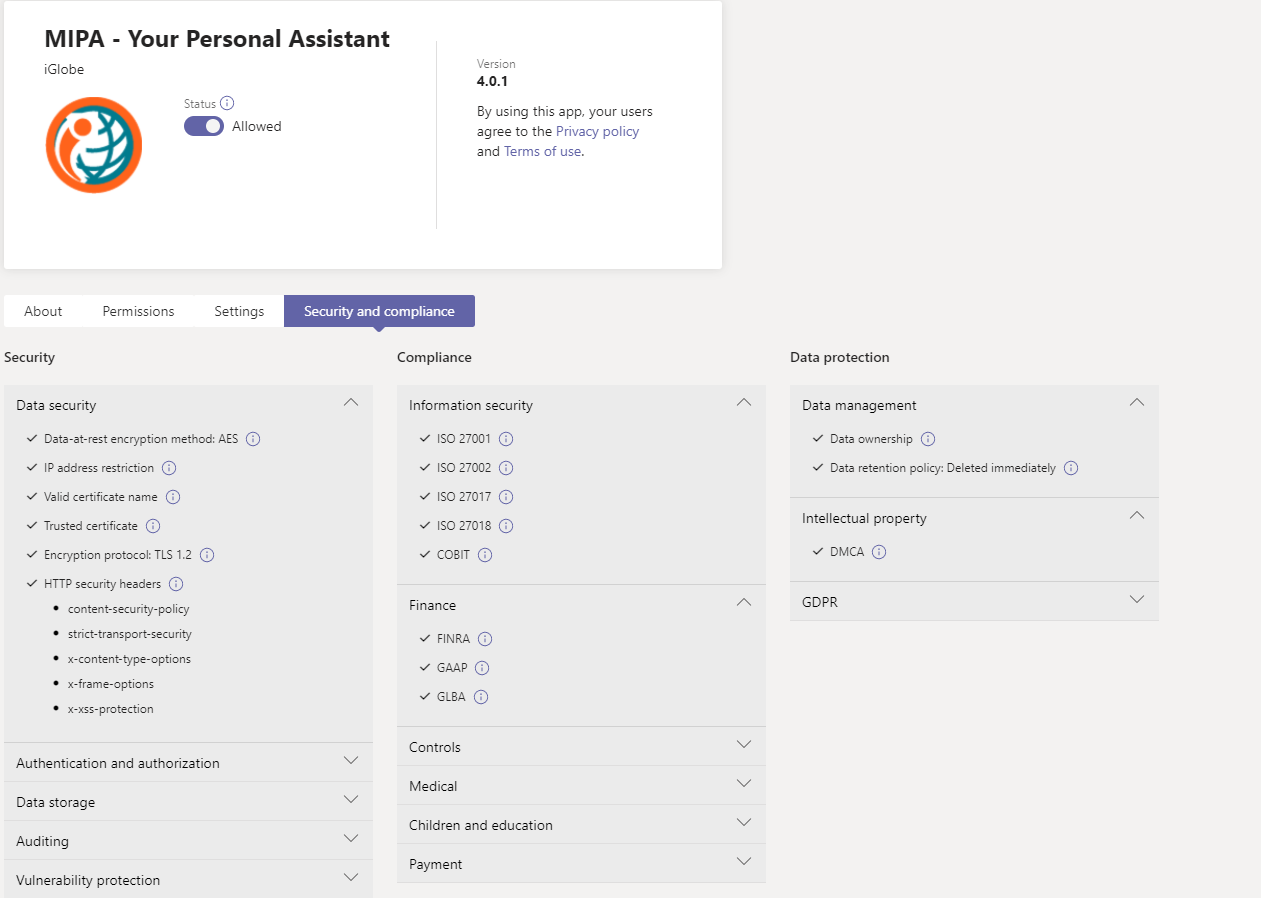 MIPA - Your Personal Assistant
iGlobe
Status
Allowed
Version
4.0.1
By using this app, your users
agree to the Privacy policy
and Terms of use.
About
Permissions
Settings
Security and compliance
Security
Data security
Data-at-rest encryption method: AES
IP address restriction
Valid certificate name
Trusted certificate
Encryption protocol: TLS 1.2
HTTP security headers
content-security-policy
strict-transport-security
x-content-type-options
x-frame-options
x-xss-protection
Authentication and authorization
Data storage
Auditing
Vulnerability protection
Compliance
Information security
ISO 27001
ISO 27002
ISO 27017
ISO 27018
COBIT
Finance
FINRA
GAAP
GLBA
Controls
Medical
Children and education
Payment
Data protection
Data management
Data ownership
Data retention policy: Deleted immediately
Intellectual property
DMCA
GDPR